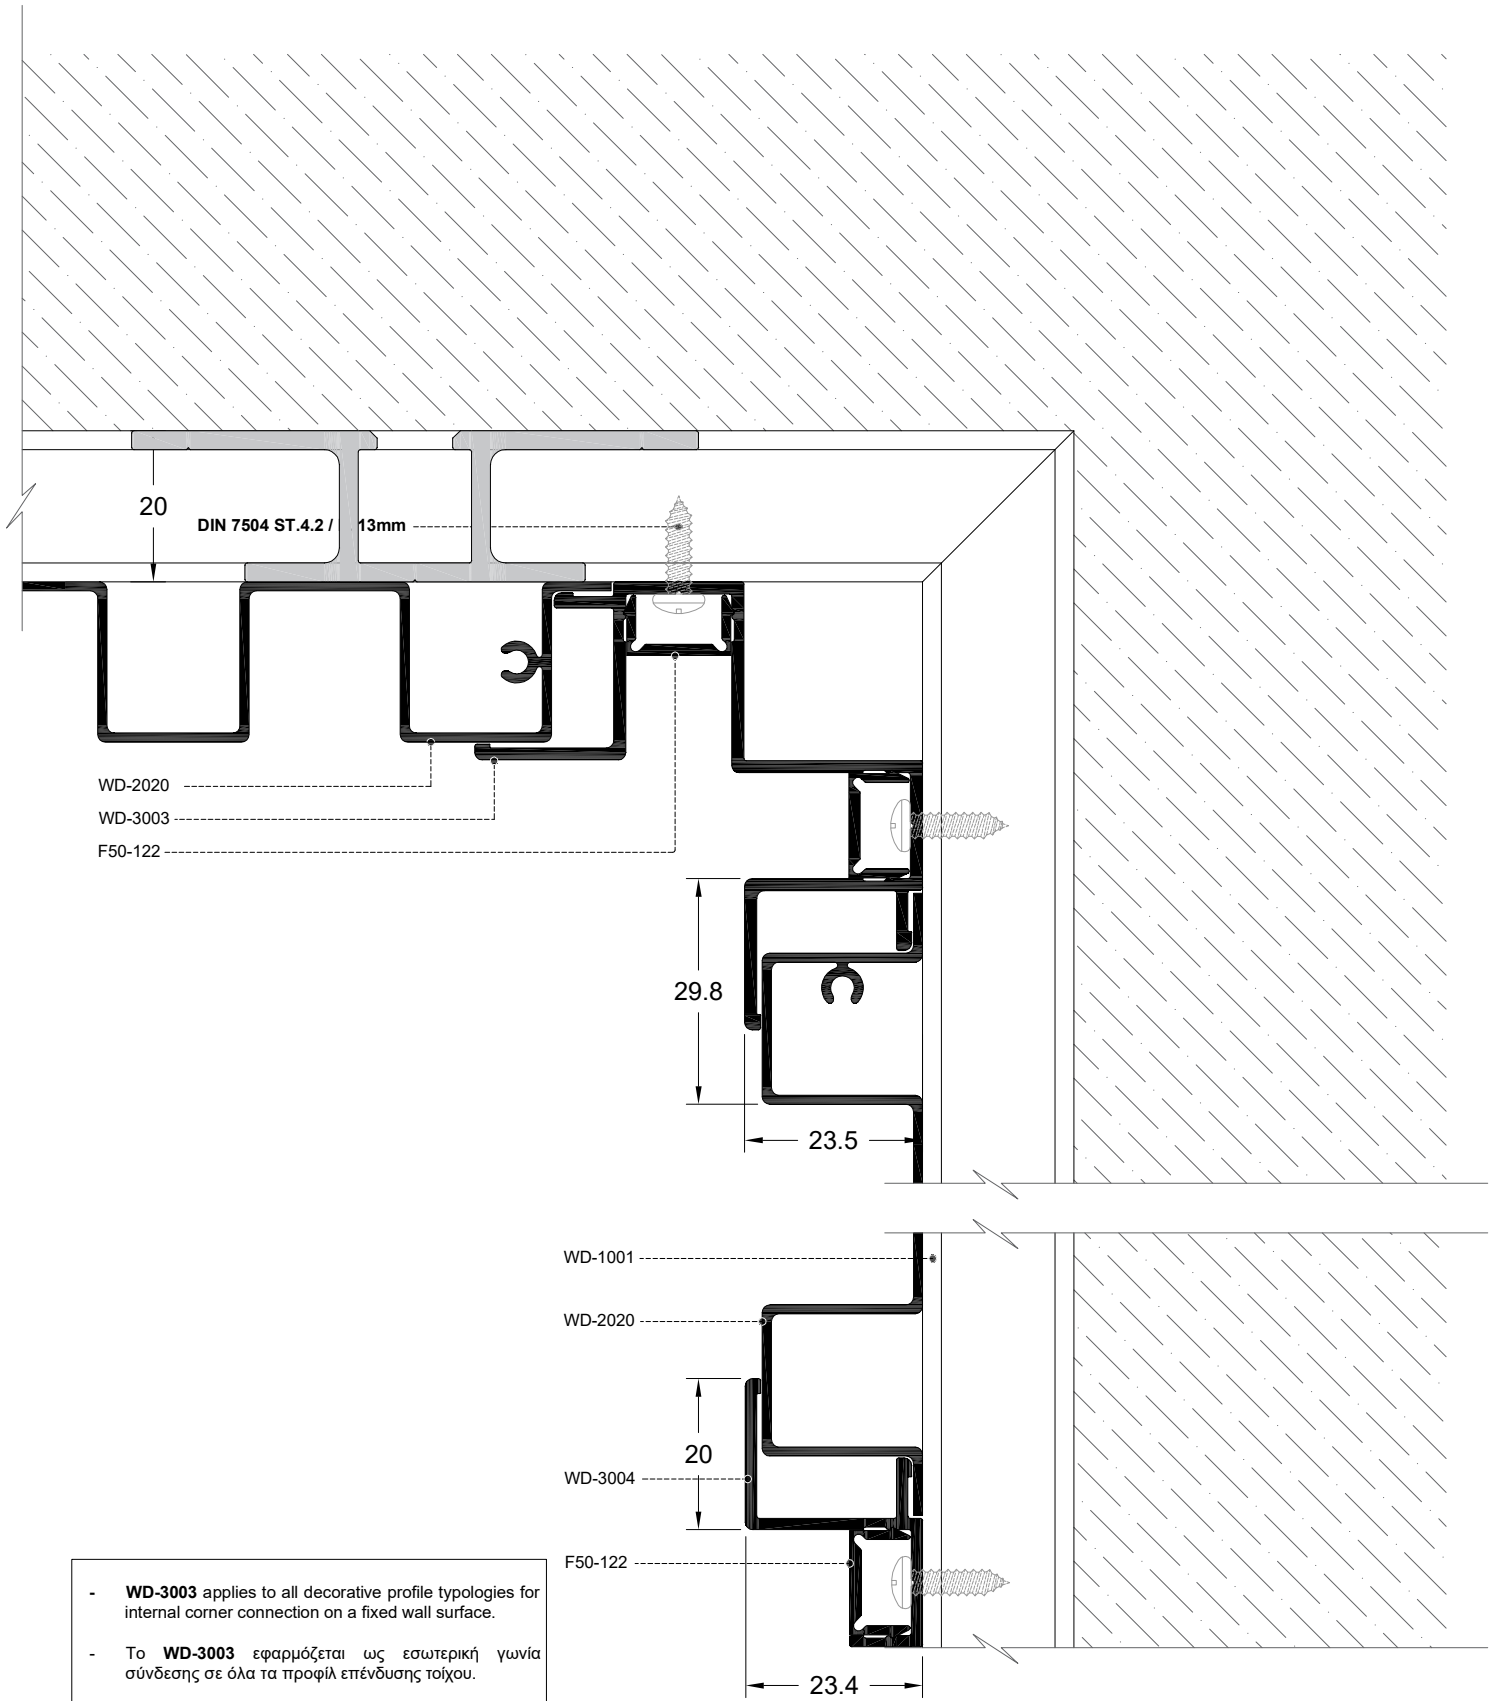 20
DIN 7504 ST.4.2 / 13mm
WD-2020
WD-3003
F50-122
29.8
23.5
WD-1001
WD-2020
20
WD-3004
F50-122
23.4
- WD-3003 applies to all decorative profile typologies for
internal corner connection on a fixed wall surface.
- Το WD-3003 εφαρμόζεται ως εσωτερική γωνία
σύνδεσης σε όλα τα προφίλ επένδυσης τοίχου.